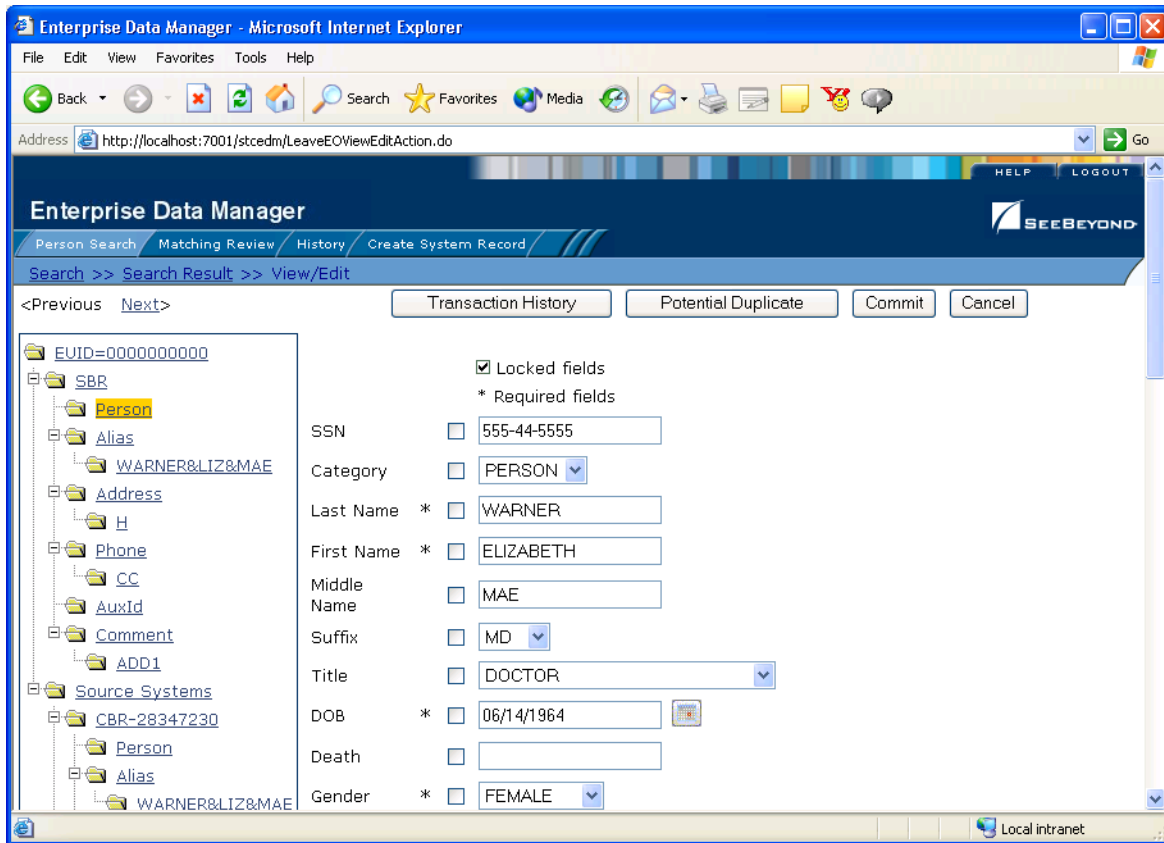 Enterprise Data Manager - Microsoft Internet Explorer
File Edit View Favorites Tools Help
Back Search Favorites Media
Address http://localhost:7001/stcedm/LeaveEOViewEditAction.do Go
HELP LOGOUT
Enterprise Data Manager
SEEBEYOND
Person Search Matching Review History Create System Record
Search >> Search Result >> View/Edit
<Previous Next> Transaction History Potential Duplicate Commit Cancel
EUID=0000000000
SBR
Person
Alias
WARNER&LIZ&MAE
Address
H
Phone
CC
AuxId
Comment
ADD1
Source Systems
CBR-28347230
Person
Alias
WARNER&LIZ&MAE
Locked fields
* Required fields
SSN 555-44-5555
Category PERSON
Last Name * WARNER
First Name * ELIZABETH
Middle
Name MAE
Suffix MD
Title DOCTOR
DOB * 06/14/1964
Death
Gender * FEMALE
Local intranet